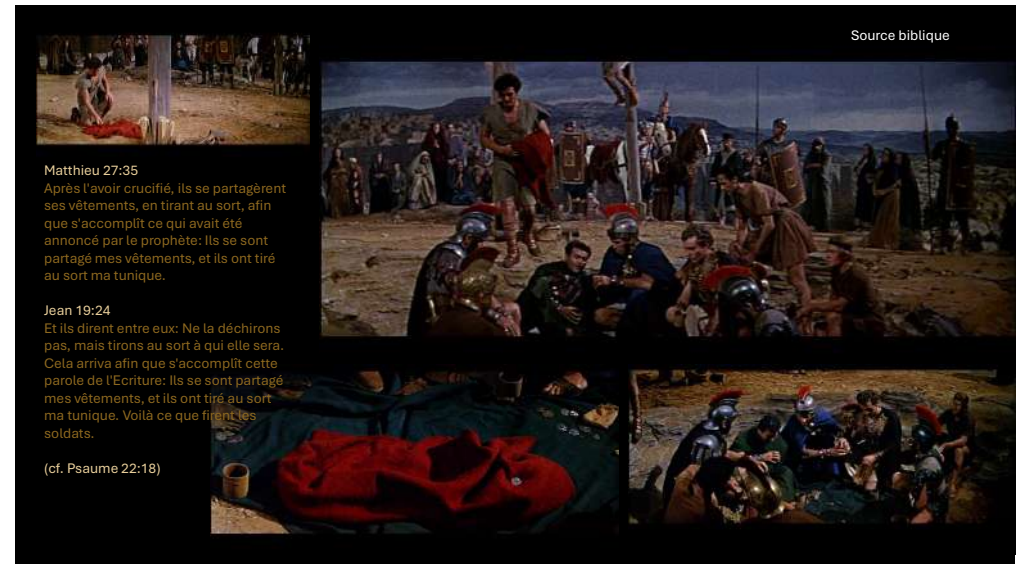 Source biblique
Matthieu 27:35
Après l'avoir crucifié, ils se partagèrent
ses vêtements, en tirant au sort, afin
que s'accomplît ce qui avait été
annoncé par le prophète: Ils se sont
partagé mes vêtements, et ils ont tiré
au sort ma tunique.
Jean 19:24
Et ils dirent entre eux: Ne la déchirons
pas, mais tirons au sort à qui elle sera.
Cela arriva afin que s'accomplît cette
parole de l'Ecriture: Ils se sont partagé
mes vêtements, et ils ont tiré au sort
ma tunique. Voilà ce que firent les
soldats.
(cf. Psaume 22:18)